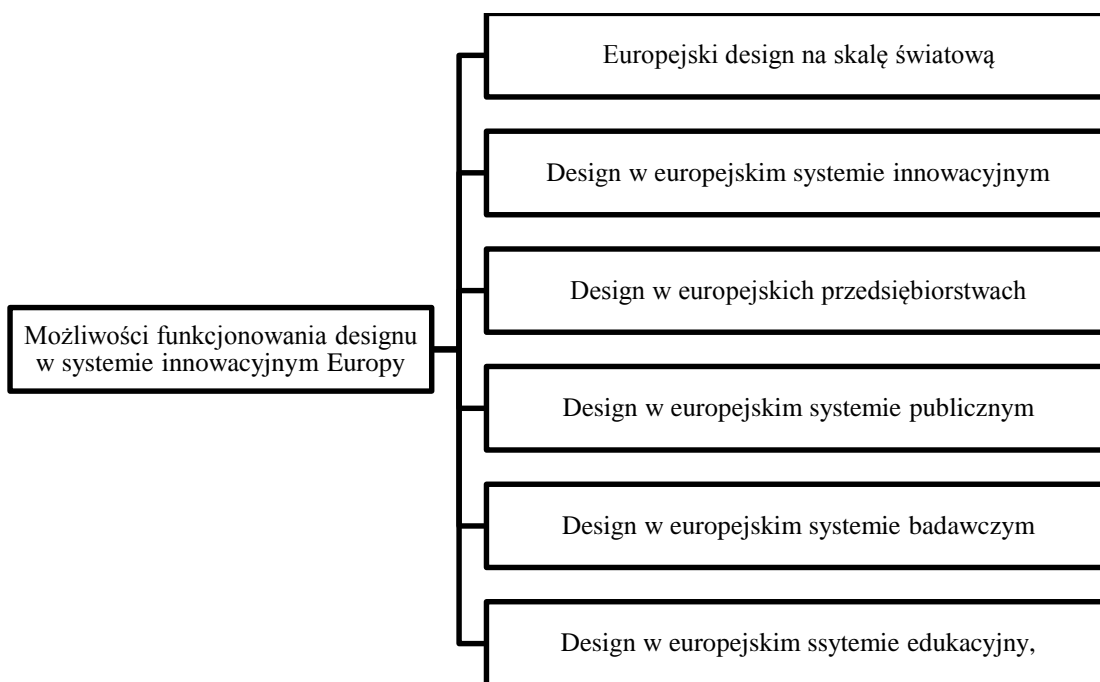 Europejski design na skalę światową
Design w europejskim systemie innowacyjnym
Design w europejskich przedsiębiorstwach
Możliwości funkcjonowania designu
w systemie innowacyjnym Europy
Design w europejskim systemie publicznym
Design w europejskim systemie badawczym
Design w europejskim ssytemie edukacyjny,